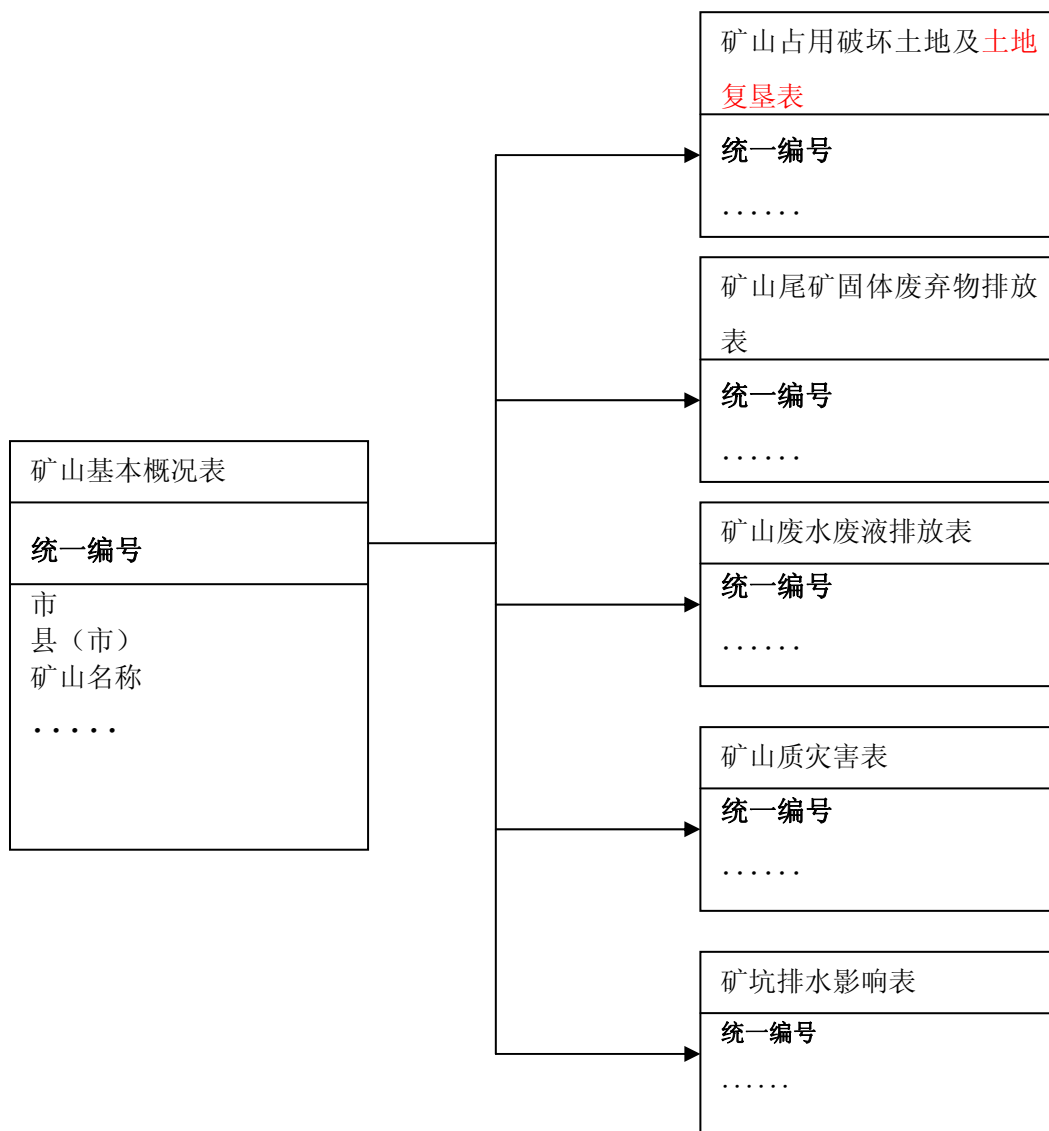 矿山占用破坏土地及土地
复垦表
统一编号
......
矿山尾矿固体废弃物排放
表
统一编号
......
矿山基本概况表
统一编号
市
县（市）
矿山名称
.....
矿山废水废液排放表
统一编号
......
矿山质灾害表
统一编号
......
矿坑排水影响表
统一编号
......